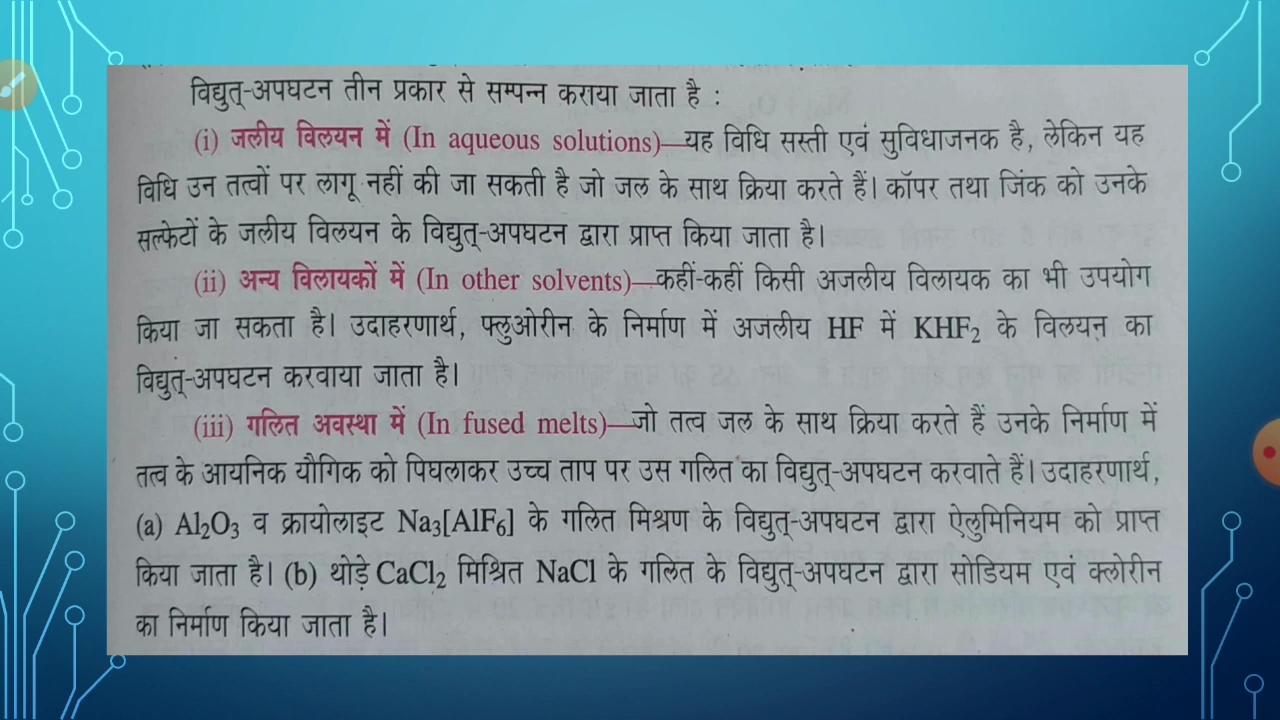 विद्युत्-अपघटन तीन प्रकार से सम्पन्न कराया जाता है :
(i) जलीय विलयन में (In aqueous solutions)—यह विधि सस्ती एवं सुविधाजनक है, लेकिन यह
विधि उन तत्वों पर लागू नहीं की जा सकती है जो जल के साथ क्रिया करते हैं। कॉपर तथा जिंक को उनके
सल्फेटों के जलीय विलयन के विद्युत्-अपघटन द्वारा प्राप्त किया जाता है।
(ii) अन्य विलायकों में (In other solvents)—कहीं-कहीं किसी अजलीय विलायक का भी उपयोग
किया जा सकता है। उदाहरणार्थ, फ्लुओरीन के निर्माण में अजलीय HF में KHF₂ के विलयन का
विद्युत्-अपघटन करवाया जाता है।
(iii) गलित अवस्था में (In fused melts)—जो तत्व जल के साथ क्रिया करते हैं उनके निर्माण में
तत्व के आयनिक यौगिक को पिघलाकर उच्च ताप पर उस गलित का विद्युत्-अपघटन करवाते हैं। उदाहरणार्थ,
(a) Al₂O₃ व क्रायोलाइट Na₃[AlF₆] के गलित मिश्रण के विद्युत्-अपघटन द्वारा ऐलुमिनियम को प्राप्त
किया जाता है। (b) थोड़े CaCl₂ मिश्रित NaCl के गलित के विद्युत्-अपघटन द्वारा सोडियम एवं क्लोरीन
का निर्माण किया जाता है।